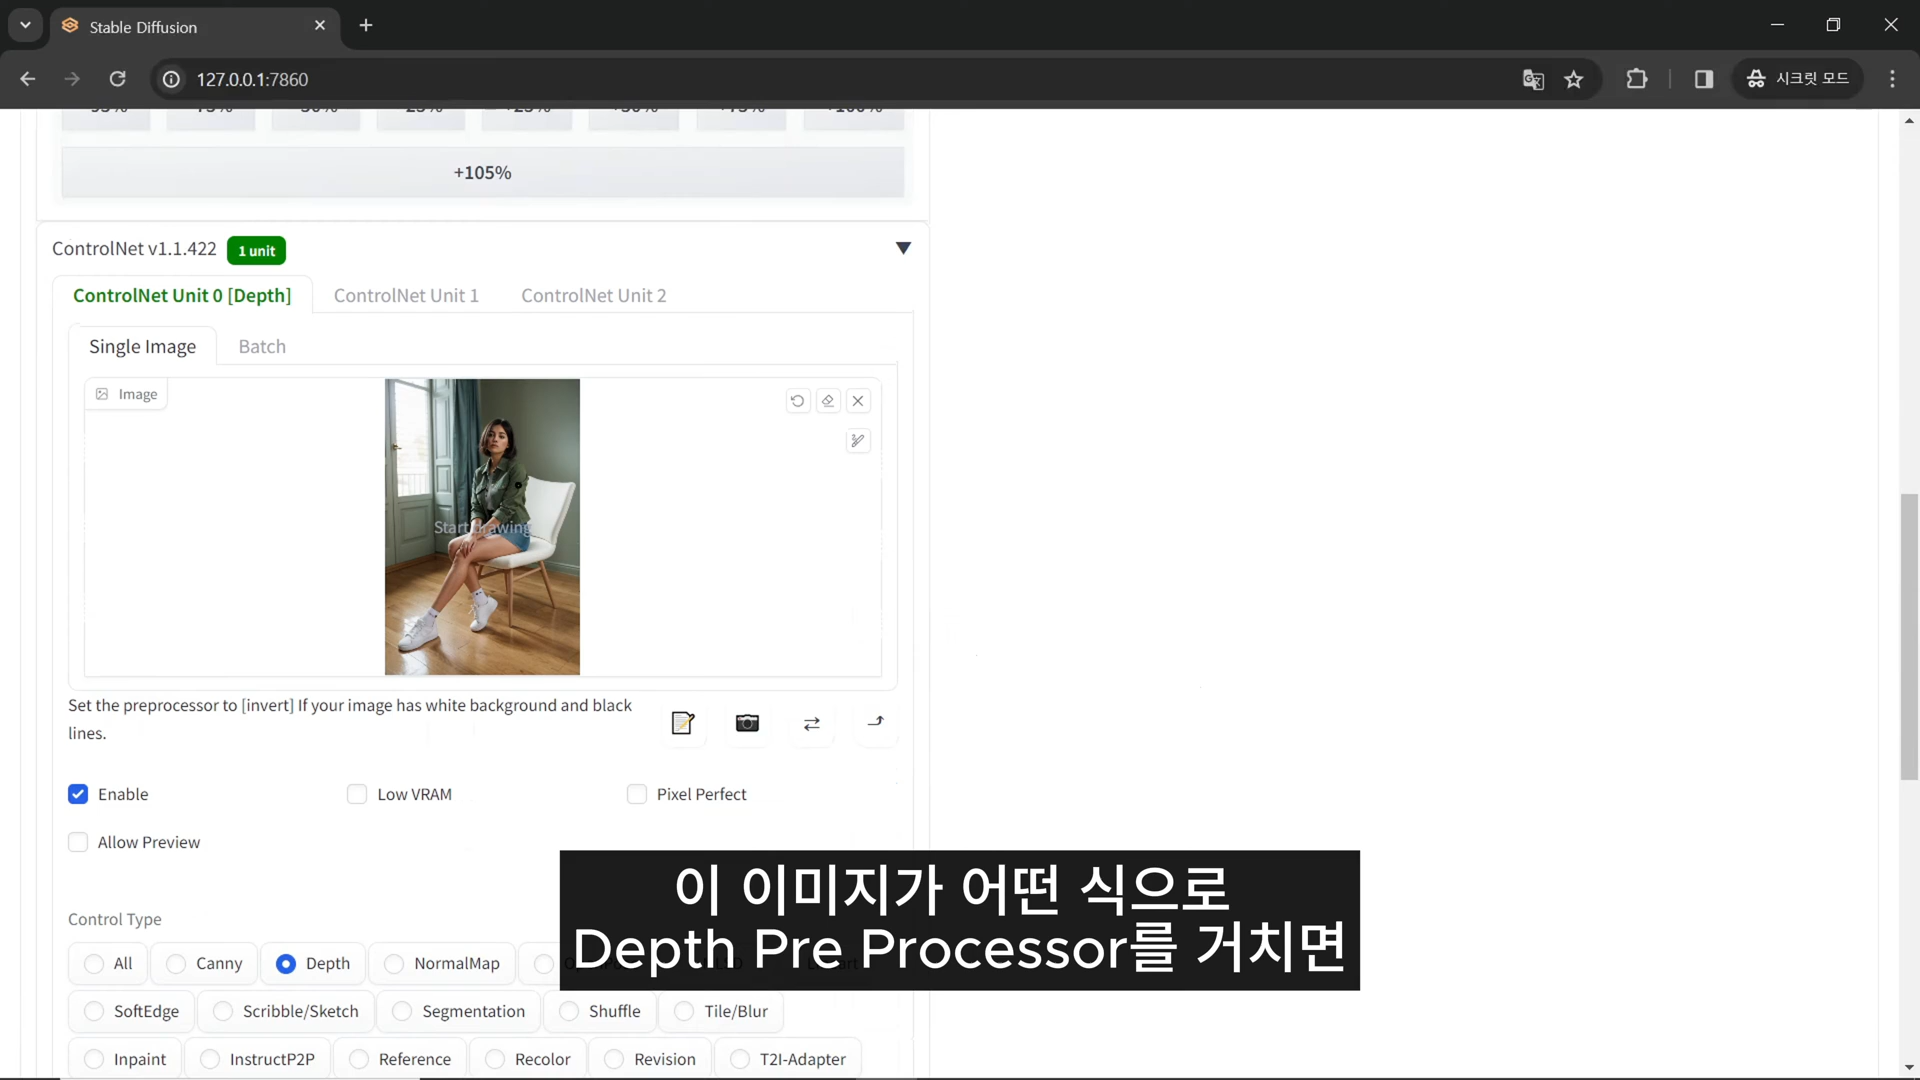 Stable Diffusion
127.0.0.1:7860
시크릿 모드
+105%
ControlNet v1.1.422 1 unit
ControlNet Unit 0 [Depth] ControlNet Unit 1 ControlNet Unit 2
Single Image Batch
Image
Start drawing
Set the preprocessor to [invert] If your image has white background and black
lines.
Enable Low VRAM Pixel Perfect
Allow Preview
이 이미지가 어떤 식으로
Depth Pre Processor를 거치면
Control Type
All Canny Depth NormalMap
SoftEdge Scribble/Sketch Segmentation Shuffle Tile/Blur
Inpaint InstructP2P Reference Recolor Revision T2I-Adapter